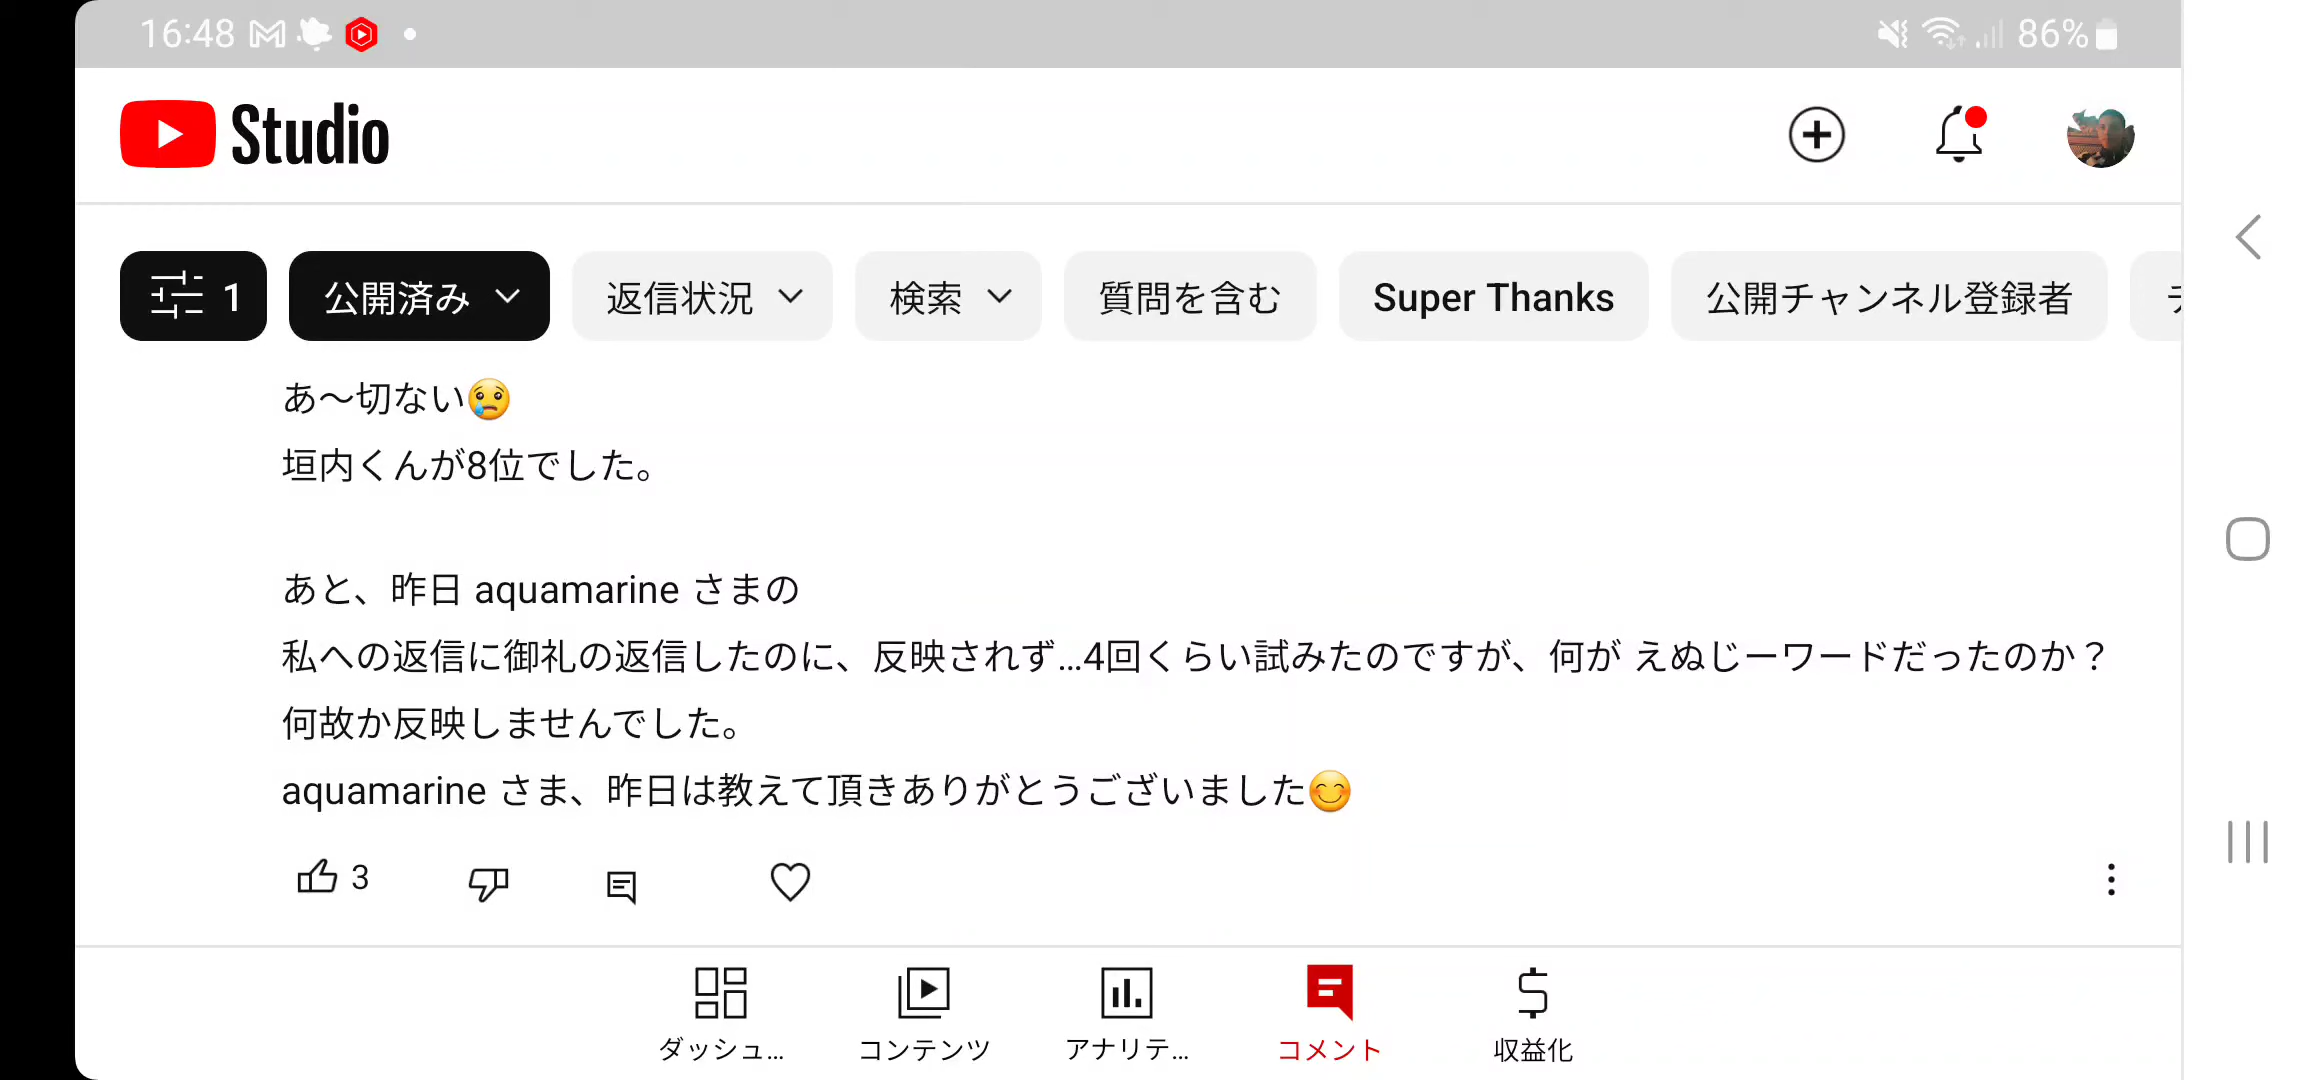 16:48
86%
Studio
1
公開済み
返信状況
検索
質問を含む
Super Thanks
公開チャンネル登録者
あ〜切ない😢
垣内くんが8位でした。
あと、昨日 aquamarine さまの
私への返信に御礼の返信したのに、反映されず...4回くらい試みたのですが、何が えぬじーワードだったのか？
何故か反映しませんでした。
aquamarine さま、昨日は教えて頂きありがとうございました😊
3
ダッシュ...
コンテンツ
アナリテ...
コメント
収益化